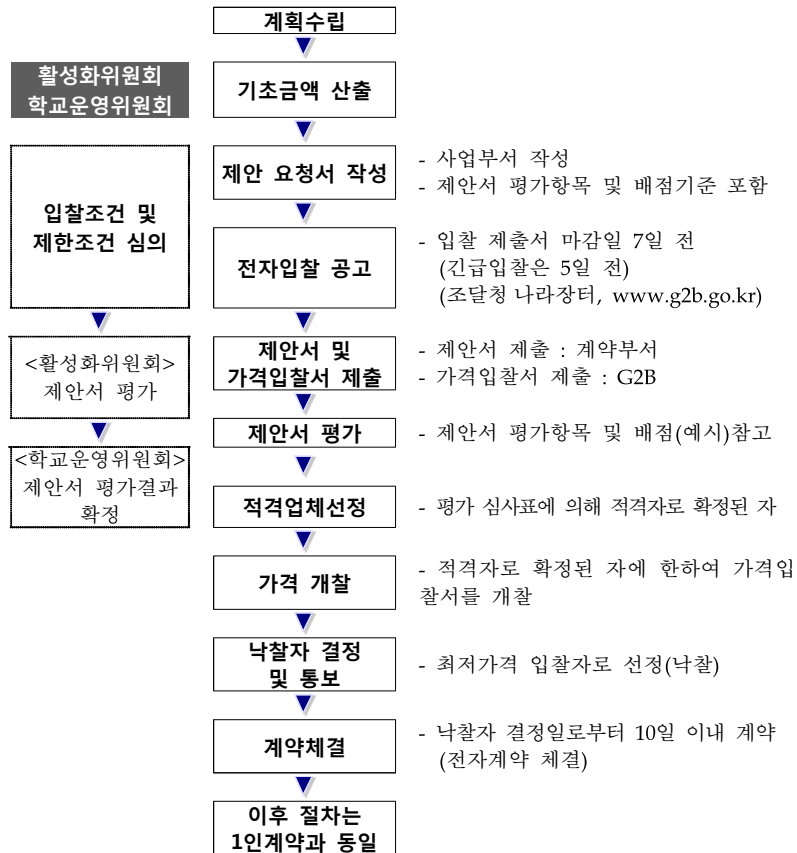 계획수립
활성화위원회
학교운영위원회
기초금액 산출
입찰조건 및
제한조건 심의
제안 요청서 작성
- 사업부서 작성
- 제안서 평가항목 및 배점기준 포함
전자입찰 공고
- 입찰 제출서 마감일 7일 전
(긴급입찰은 5일 전)
(조달청 나라장터, www.g2b.go.kr)
<활성화위원회>
제안서 평가
제안서 및
가격입찰서 제출
- 제안서 제출 : 계약부서
- 가격입찰서 제출 : G2B
제안서 평가
- 제안서 평가항목 및 배점(예시)참고
<학교운영위원회>
제안서 평가결과
확정
적격업체선정
- 평가 심사표에 의해 적격자로 확정된 자
가격 개찰
- 적격자로 확정된 자에 한하여 가격입
찰서를 개찰
낙찰자 결정
및 통보
- 최저가격 입찰자로 선정(낙찰)
계약체결
- 낙찰자 결정일로부터 10일 이내 계약
(전자계약 체결)
이후 절차는
1인계약과 동일